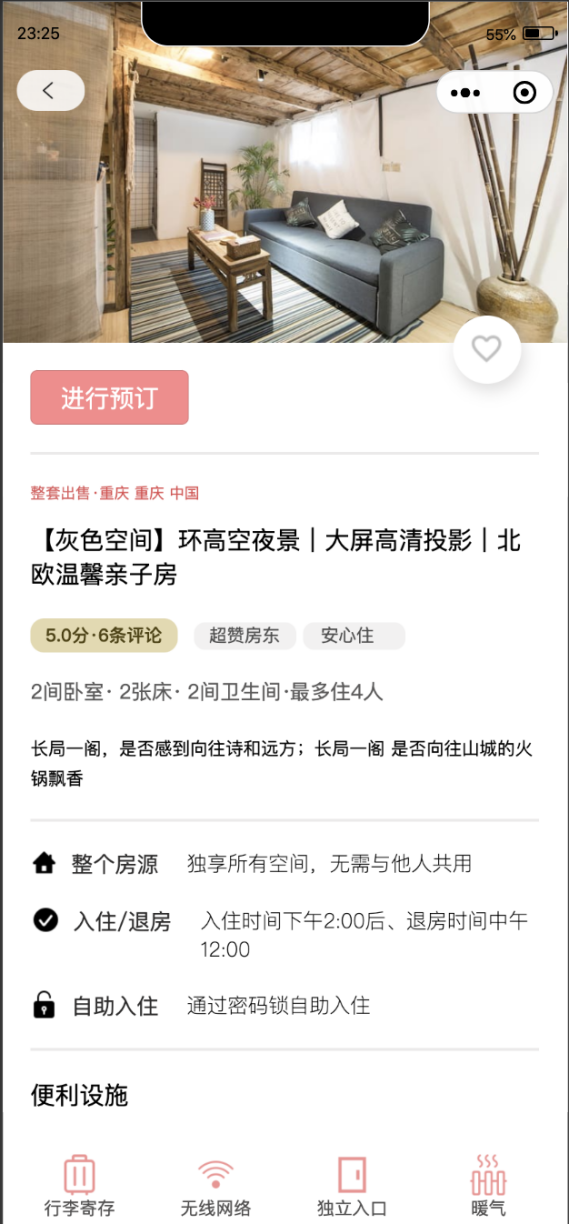 23:25
55%
进行预订
整套出售·重庆 重庆 中国
【灰色空间】环高空夜景｜大屏高清投影｜北
欧温馨亲子房
5.0分·6条评论 超赞房东 安心住
2间卧室· 2张床· 2间卫生间·最多住4人
长局一阁，是否感到向往诗和远方；长局一阁 是否向往山城的火
锅飘香
整个房源 独享所有空间，无需与他人共用
入住/退房 入住时间下午2:00后、退房时间中午
12:00
自助入住 通过密码锁自助入住
便利设施
行李寄存 无线网络 独立入口 暖气